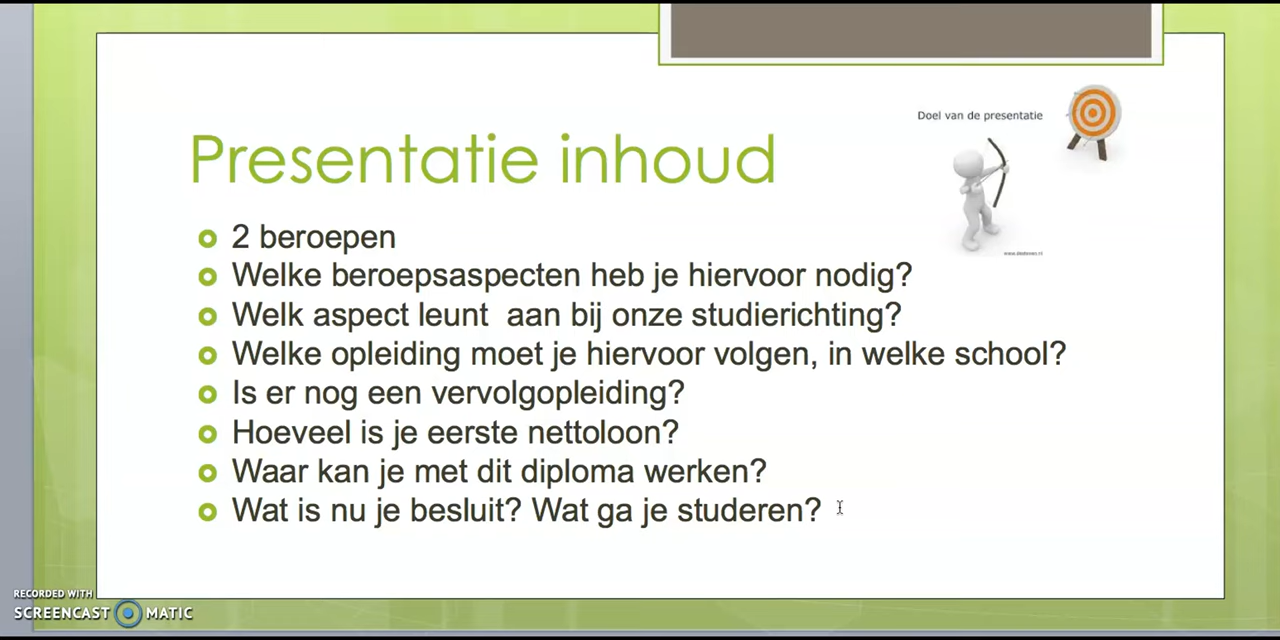 Doel van de presentatie
Presentatie inhoud
2 beroepen
Welke beroepsaspecten heb je hiervoor nodig?
Welk aspect leunt aan bij onze studierichting?
Welke opleiding moet je hiervoor volgen, in welke school?
Is er nog een vervolgopleiding?
Hoeveel is je eerste nettoloon?
Waar kan je met dit diploma werken?
Wat is nu je besluit? Wat ga je studeren?
RECORDED WITH
SCREENCAST MATIC